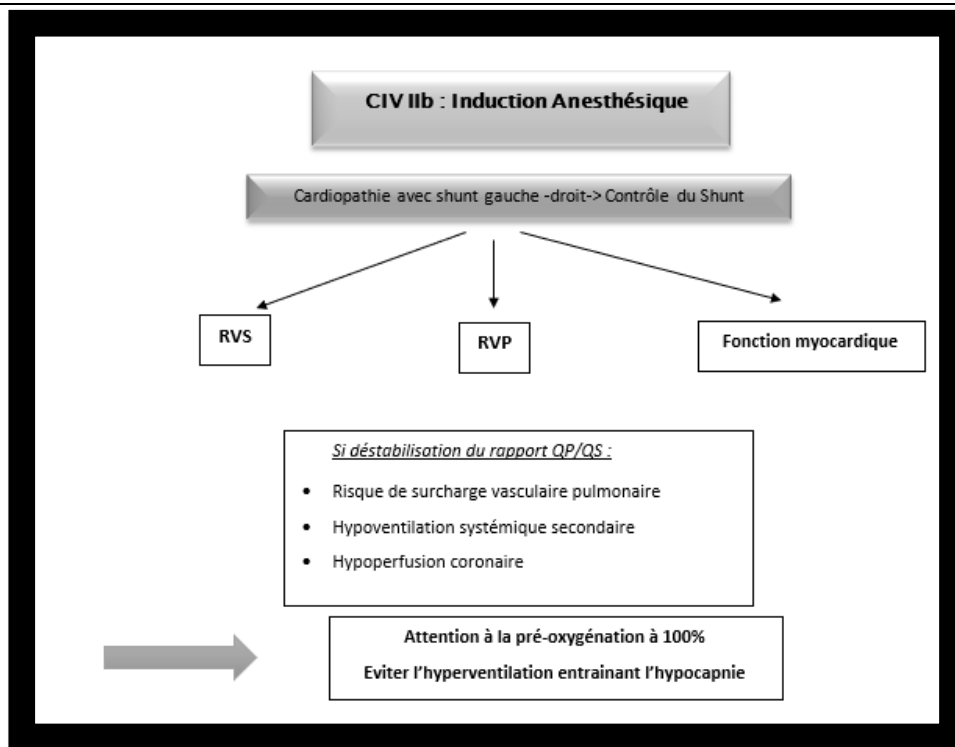 CIV IIb : Induction Anesthésique
Cardiopathie avec shunt gauche -droit-> Contrôle du Shunt
RVS
RVP
Fonction myocardique
Si déstabilisation du rapport QP/QS :
• Risque de surcharge vasculaire pulmonaire
• Hypoventilation systémique secondaire
• Hypoperfusion coronaire
Attention à la pré-oxygénation à 100%
Eviter l’hyperventilation entrainant l’hypocapnie